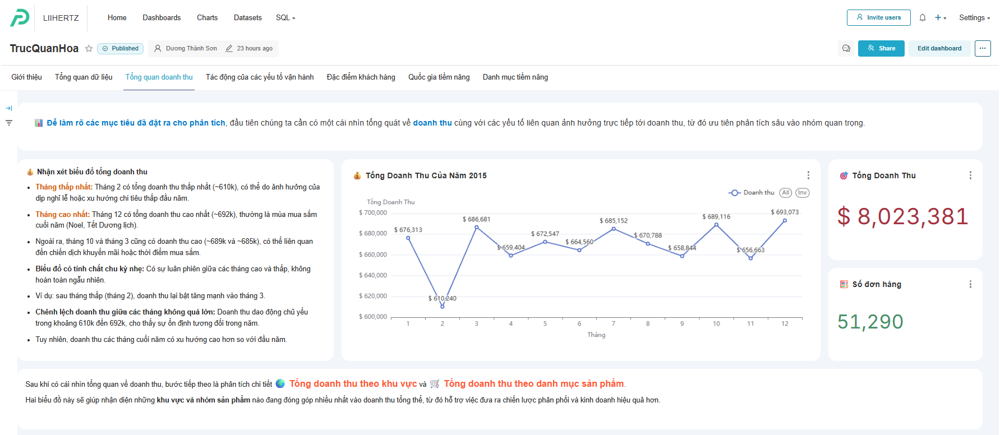 LIIHERTZ
Home
Dashboards
Charts
Datasets
SQL
Invite users
Settings
TrucQuanHoa
Published
Dương Thành Sơn
23 hours ago
Share
Edit dashboard
Giới thiệu
Tổng quan dữ liệu
Tổng quan doanh thu
Tác động của các yếu tố vận hành
Đặc điểm khách hàng
Quốc gia tiềm năng
Danh mục tiềm năng
📊 Để làm rõ các mục tiêu đã đặt ra cho phân tích, đầu tiên chúng ta cần có một cái nhìn tổng quát về doanh thu cùng với các yếu tố liên quan ảnh hưởng trực tiếp tới doanh thu, từ đó ưu tiên phân tích sâu vào nhóm quan trọng.
💰 Nhận xét biểu đồ tổng doanh thu
• Tháng thấp nhất: Tháng 2 có tổng doanh thu thấp nhất (~610k), có thể do ảnh hưởng của
dịp nghỉ lễ hoặc xu hướng chi tiêu thấp đầu năm.
• Tháng cao nhất: Tháng 12 có tổng doanh thu cao nhất (~692k), thường là mùa mua sắm
cuối năm (Noel, Tết Dương lịch).
• Ngoài ra, tháng 10 và tháng 3 cũng có doanh thu cao (~689k và ~685k), có thể liên quan
đến chiến dịch khuyến mãi hoặc thời điểm mua sắm.
• Biểu đồ có tính chất chu kỳ nhẹ: Có sự luân phiên giữa các tháng cao và thấp, không
hoàn toàn ngẫu nhiên.
• Ví dụ: sau tháng thấp (tháng 2), doanh thu lại bật tăng mạnh vào tháng 3.
• Chênh lệch doanh thu giữa các tháng không quá lớn: Doanh thu dao động chủ yếu
trong khoảng 610k đến 692k, cho thấy sự ổn định tương đối trong năm.
• Tuy nhiên, doanh thu các tháng cuối năm có xu hướng cao hơn so với đầu năm.
💰 Tổng Doanh Thu Của Năm 2015
Doanh thu
All
Inv
Tổng Doanh Thu
$ 700,000
$ 680,000
$ 660,000
$ 640,000
$ 620,000
$ 600,000
$ 676,313
$ 610,240
$ 686,681
$ 659,404
$ 672,547
$ 664,560
$ 685,152
$ 670,788
$ 658,844
$ 689,116
$ 656,663
$ 693,073
1 2 3 4 5 6 7 8 9 10 11 12
Tháng
🎯 Tổng Doanh Thu
$ 8,023,381
🧮 Số đơn hàng
51,290
Sau khi có cái nhìn tổng quan về doanh thu, bước tiếp theo là phân tích chi tiết 🌍 Tổng doanh thu theo khu vực và 🛒 Tổng doanh thu theo danh mục sản phẩm.
Hai biểu đồ này sẽ giúp nhận diện những khu vực và nhóm sản phẩm nào đang đóng góp nhiều nhất vào doanh thu tổng thể, từ đó hỗ trợ việc đưa ra chiến lược phân phối và kinh doanh hiệu quả hơn.